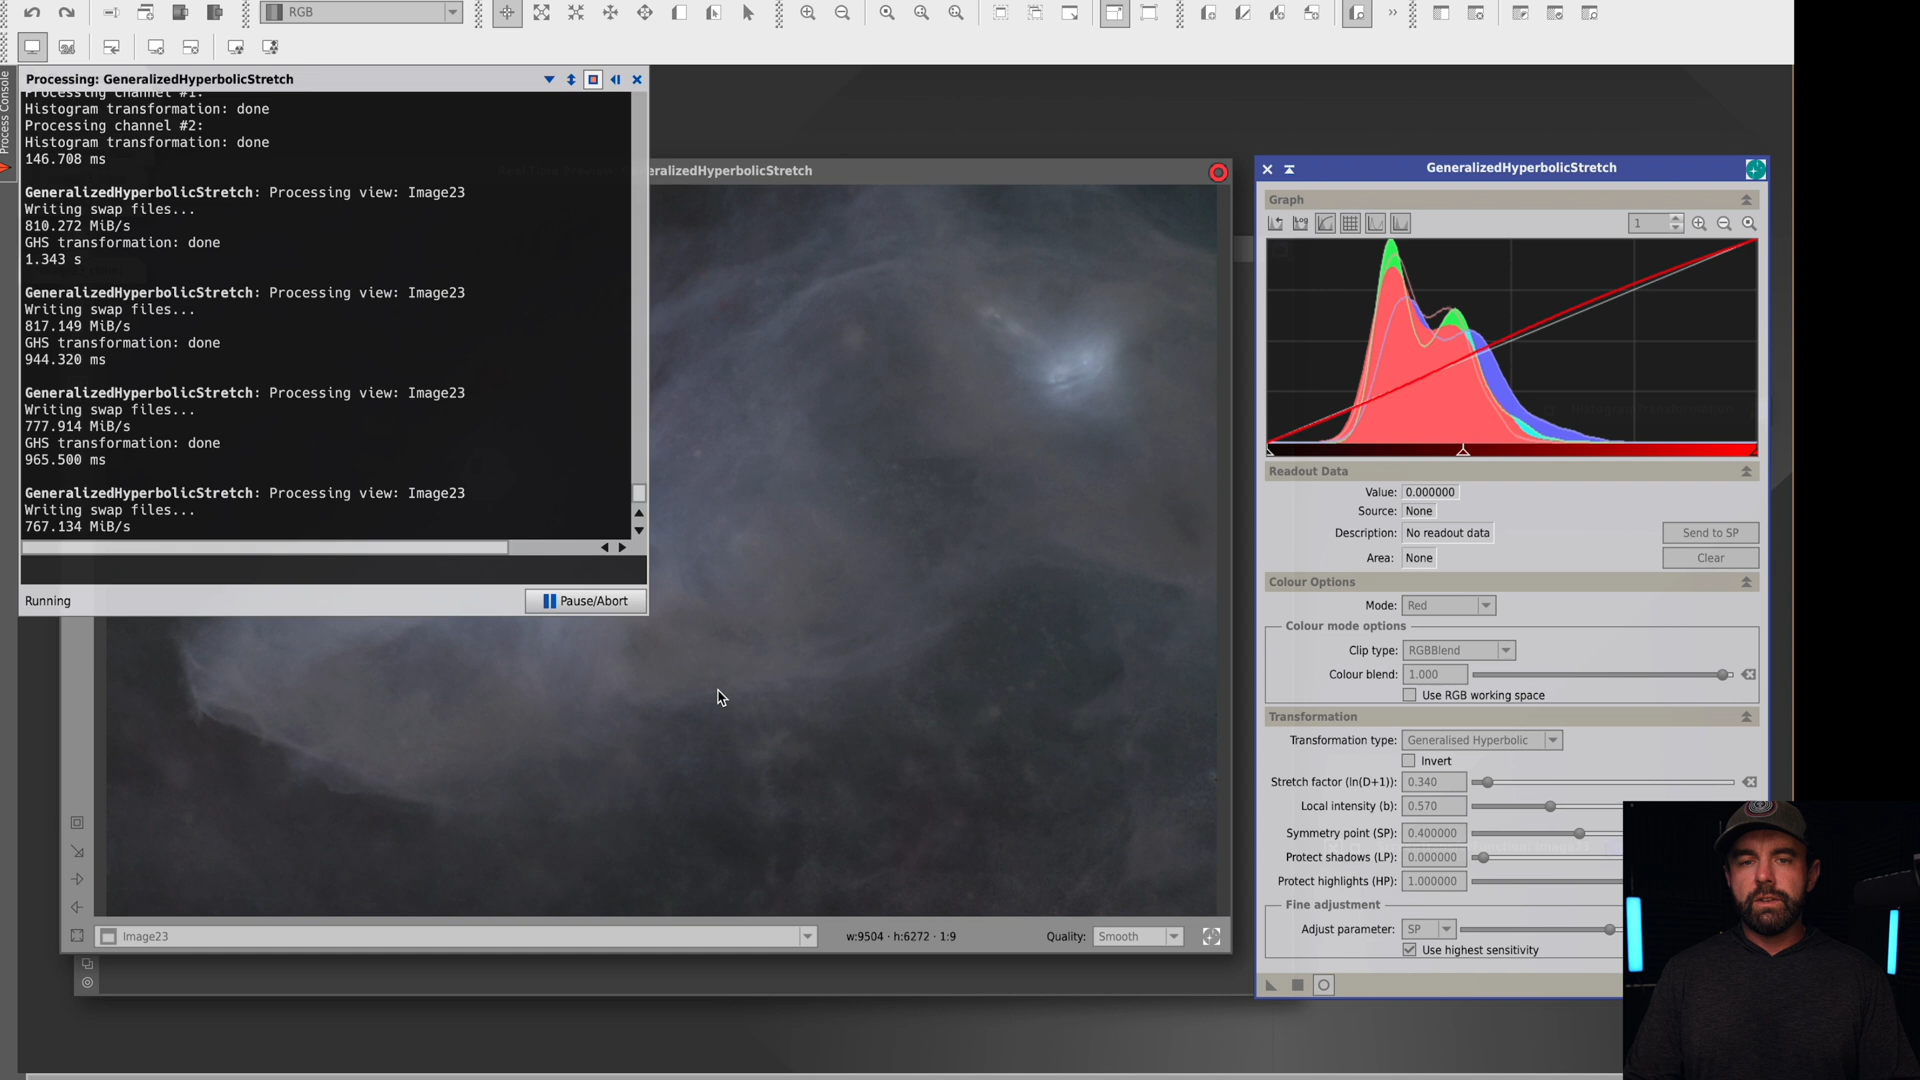 RGB
Process Console
Processing: GeneralizedHyperbolicStretch
Processing channel #1:
Histogram transformation: done
Processing channel #2:
Histogram transformation: done
146.708 ms
GeneralizedHyperbolicStretch: Processing view: Image23
Writing swap files...
810.272 MiB/s
GHS transformation: done
1.343 s
GeneralizedHyperbolicStretch: Processing view: Image23
Writing swap files...
817.149 MiB/s
GHS transformation: done
944.320 ms
GeneralizedHyperbolicStretch: Processing view: Image23
Writing swap files...
777.914 MiB/s
GHS transformation: done
965.500 ms
GeneralizedHyperbolicStretch: Processing view: Image23
Writing swap files...
767.134 MiB/s
Running
Pause/Abort
eralizedHyperbolicStretch
Image23
w:9504 · h:6272 · 1:9
Quality: Smooth
GeneralizedHyperbolicStretch
Graph
Log
1
Readout Data
Value: 0.000000
Source: None
Description: No readout data
Send to SP
Area: None
Clear
Colour Options
Mode: Red
Colour mode options
Clip type: RGBBlend
Colour blend: 1.000
Use RGB working space
Transformation
Transformation type: Generalised Hyperbolic
Invert
Stretch factor (ln(D+1)): 0.340
Local intensity (b): 0.570
Symmetry point (SP): 0.400000
Protect shadows (LP): 0.000000
Protect highlights (HP): 1.000000
Fine adjustment
Adjust parameter: SP
Use highest sensitivity